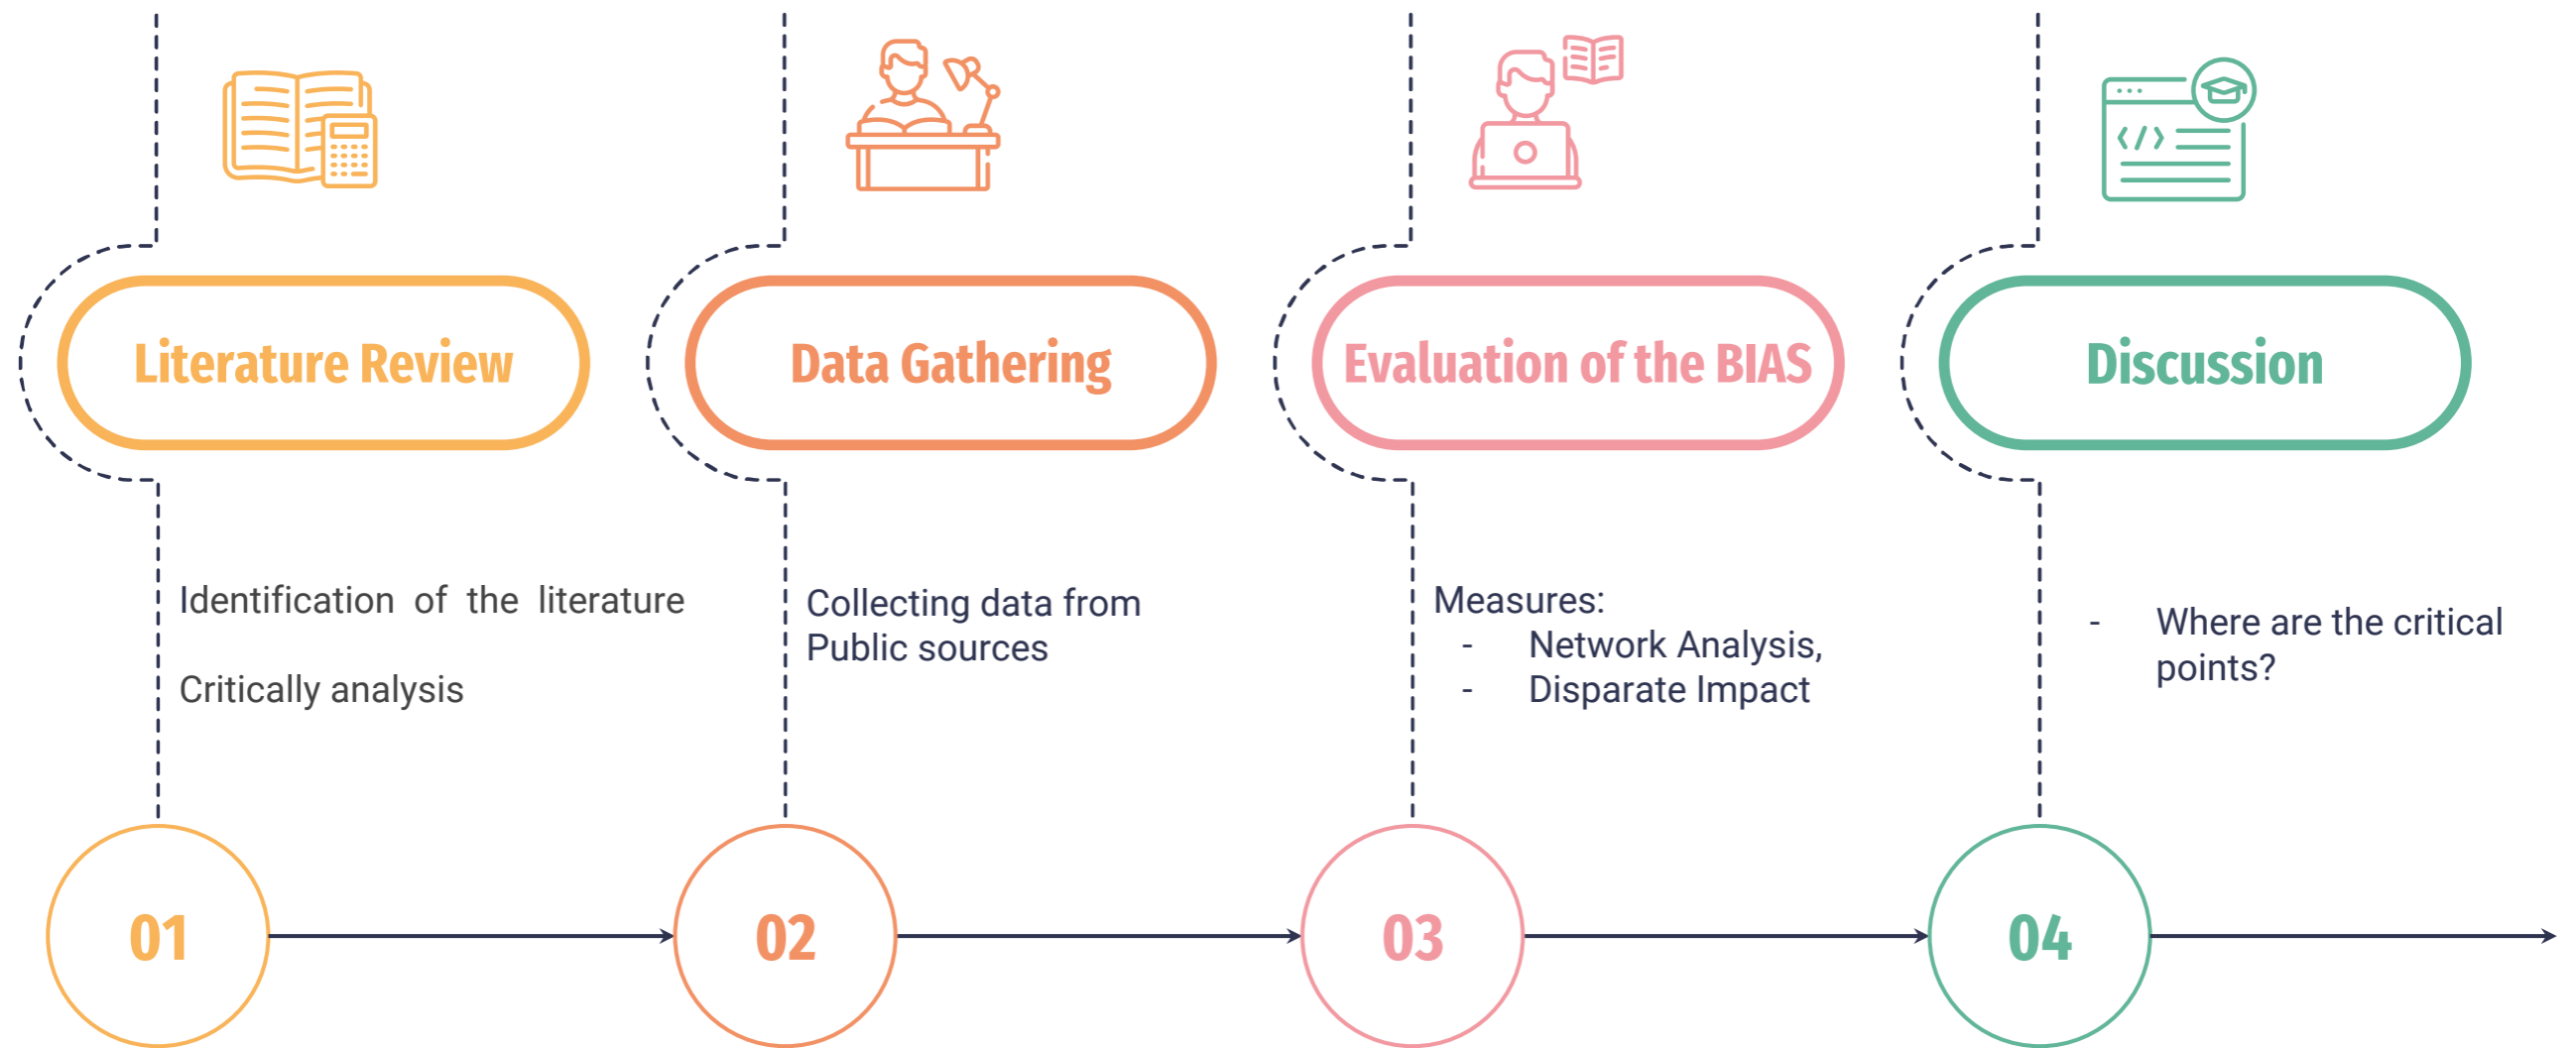 Literature Review
Data Gathering
Evaluation of the BIAS
Discussion
Identification of the literature
Critically analysis
Collecting data from
Public sources
Measures:
- Network Analysis,
- Disparate Impact
- Where are the critical
points?
01
02
03
04